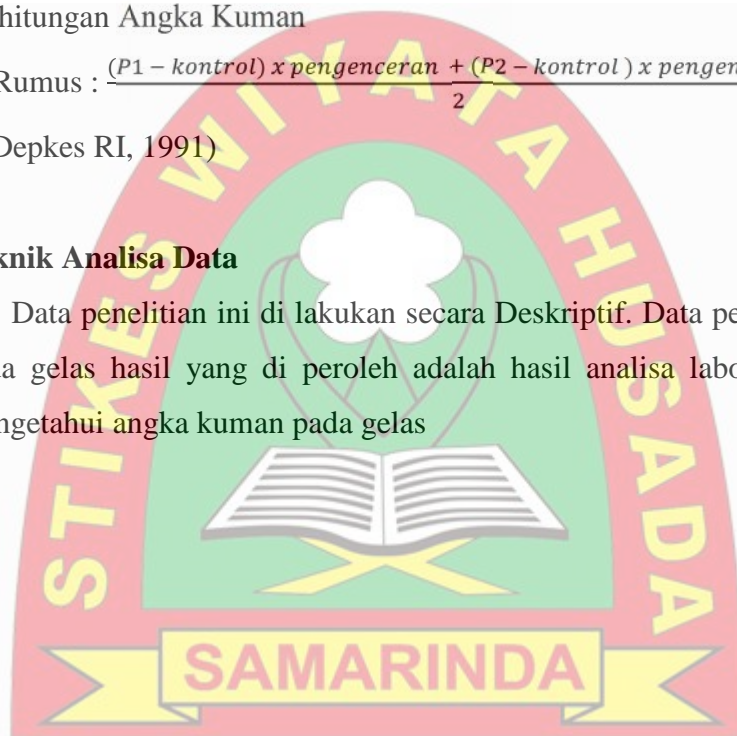 hitungan Angka Kuman
Rumus : (P1 – kontrol) x pengenceran + (P2 – kontrol ) x pengen
2
Depkes RI, 1991)
knik Analisa Data
Data penelitian ini di lakukan secara Deskriptif. Data pe
a gelas hasil yang di peroleh adalah hasil analisa labo
ngetahui angka kuman pada gelas
STIKES WIYATA HUSADA
SAMARINDA